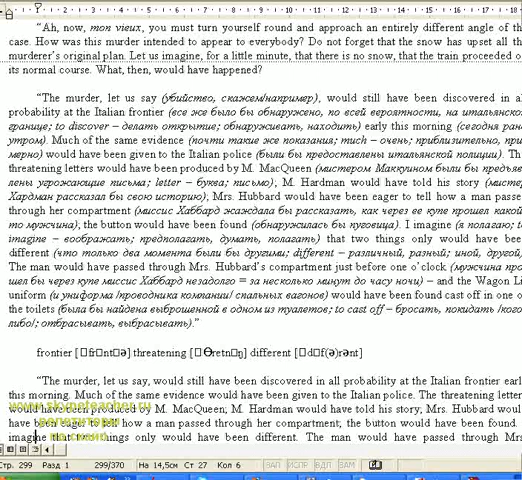 "Ah, now, mon vieux, you must turn yourself round and approach an entirely different angle of th
case. How was this murder intended to appear to everybody? Do not forget that the snow has upset all th
murderer's original plan. Let us imagine, for a little minute, that there is no snow, that the train proceeded o
its normal course. What, then, would have happened?
"The murder, let us say (убийство, скажем/например), would still have been discovered in al
probability at the Italian frontier (все же было бы обнаружено, по всей вероятности, на итальянско
границе; to discover – делать открытие; обнаруживать, находить) early this morning (сегодня ран
утром). Much of the same evidence (почти такие же показания; much – очень; приблизительно, при
мерно) would have been given to the Italian police (были бы предоставлены итальянской полиции). Th
threatening letters would have been produced by M. MacQueen (мистером Маккуином были бы предъяв
лены угрожающие письма; letter – буква; письмо); M. Hardman would have told his story (мисте
Хардман рассказал бы свою историю); Mrs. Hubbard would have been eager to tell how a man passe
through her compartment (миссис Хаббард жаждала бы рассказать, как через ее купе прошел какой
то мужчина); the button would have been found (обнаружилась бы пуговица). I imagine (я полагаю; to
imagine – воображать; предполагать, думать, полагать) that two things only would have bee
different (что только два момента были бы другими; different – различный, разный; иной, другой,
The man would have passed through Mrs. Hubbard's compartment just before one o'clock (мужчина про
шел бы через купе миссис Хаббард незадолго = за несколько минут до часу ночи) – and the Wagon Li
uniform (и униформа /проводника компании/ спальных вагонов) would have been found cast off in one o
the toilets (была бы найдена выброшенной в одном из туалетов; to cast off – бросать, покидать /кого
либо/; отбрасывать, выбрасывать)."
frontier threatening different
"The murder, let us say, would still have been discovered in all probability at the Italian frontier earl
this morning. Much of the same evidence would have been given to the Italian police. The threatening letter
would have been produced by M. MacQueen; M. Hardman would have told his story; Mrs. Hubbard woul
have been eager to tell how a man passed through her compartment; the button would have been found.
imagine that two things only would have been different. The man would have passed through Mrs
www.skypeteacher.ru
репетиторы
по скайп
Стр. 299 Разд 1 299/370 На 14,5см Ст 27 Кол 6 ЗАП ИСПР ВДЛ ЗАМ